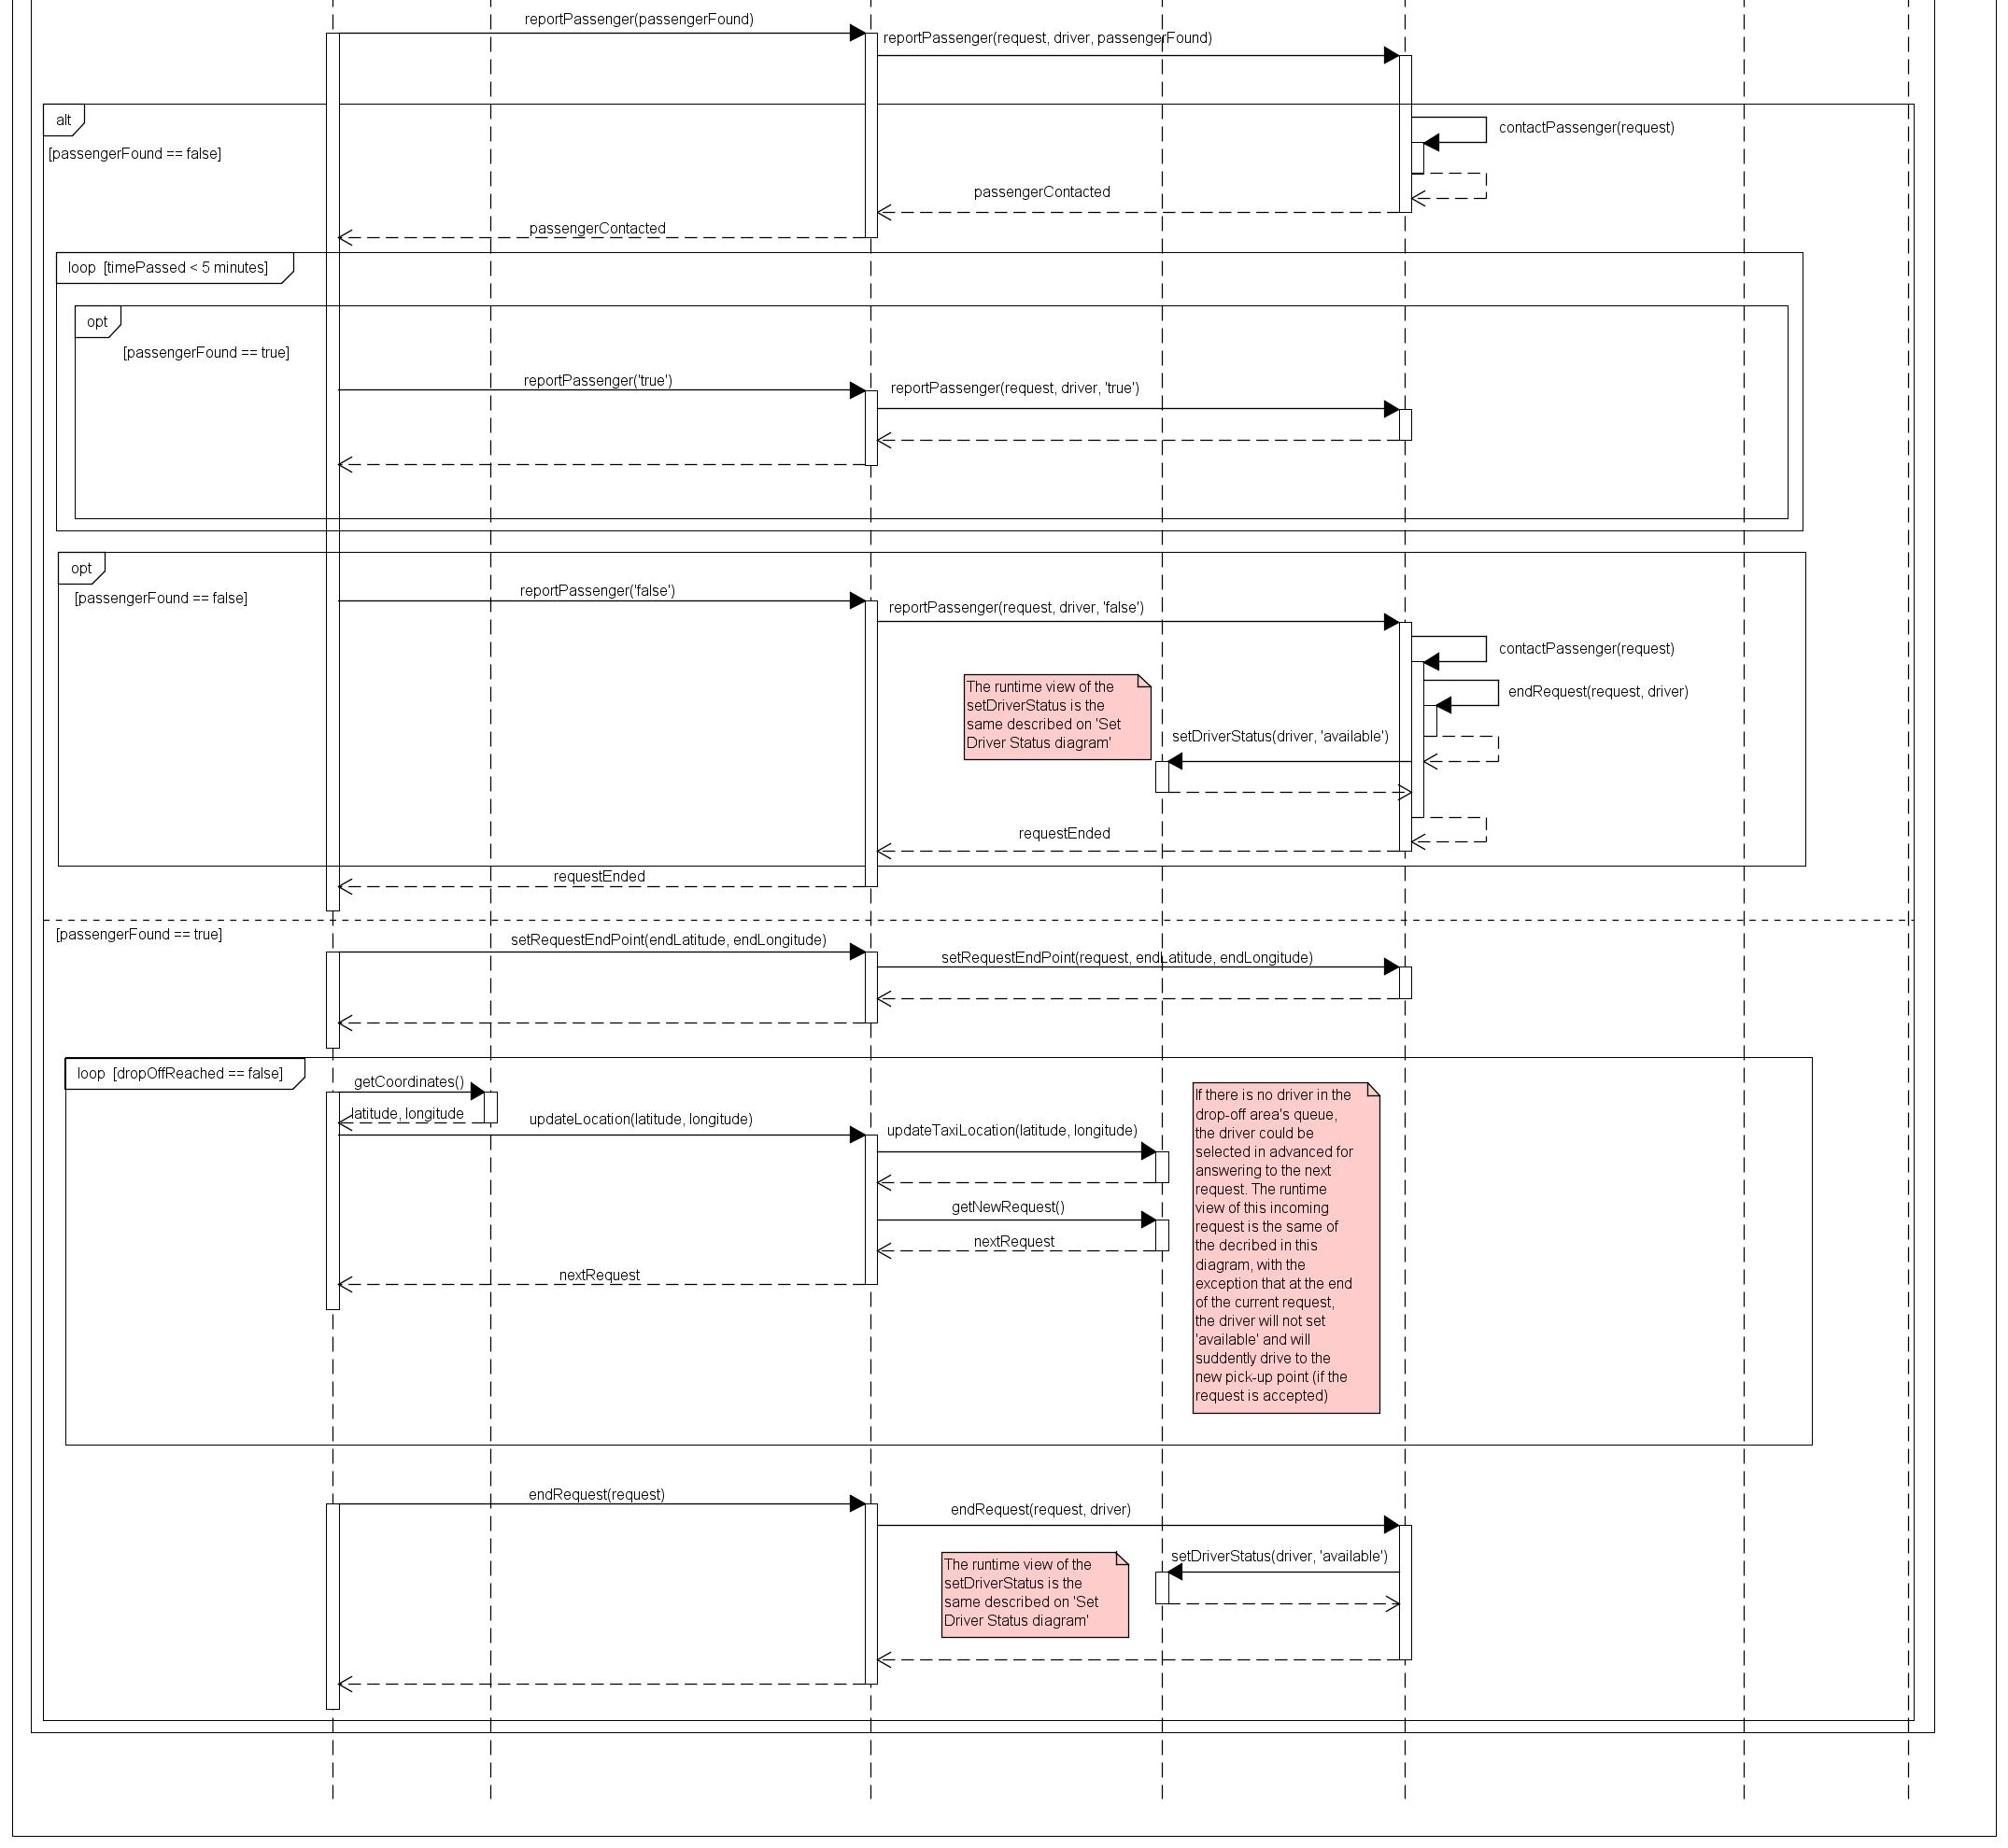 reportPassenger(passengerFound)
reportPassenger(request, driver, passengerFound)
alt
contactPassenger(request)
[passengerFound == false]
passengerContacted
passengerContacted
loop [timePassed < 5 minutes]
opt
[passengerFound == true]
reportPassenger('true')
reportPassenger(request, driver, 'true')
opt
[passengerFound == false]
reportPassenger('false')
reportPassenger(request, driver, 'false')
contactPassenger(request)
The runtime view of the
setDriverStatus is the
same described on 'Set
Driver Status diagram'
endRequest(request, driver)
setDriverStatus(driver, 'available')
requestEnded
requestEnded
[passengerFound == true]
setRequestEndPoint(endLatitude, endLongitude)
setRequestEndPoint(request, endLatitude, endLongitude)
loop [dropOffReached == false]
getCoordinates()
latitude, longitude
updateLocation(latitude, longitude)
updateTaxiLocation(latitude, longitude)
getNewRequest()
nextRequest
nextRequest
If there is no driver in the
drop-off area's queue,
the driver could be
selected in advanced for
answering to the next
request. The runtime
view of this incoming
request is the same of
the decribed in this
diagram, with the
exception that at the end
of the current request,
the driver will not set
'available' and will
suddently drive to the
new pick-up point (if the
request is accepted)
endRequest(request)
endRequest(request, driver)
The runtime view of the
setDriverStatus is the
same described on 'Set
Driver Status diagram'
setDriverStatus(driver, 'available')